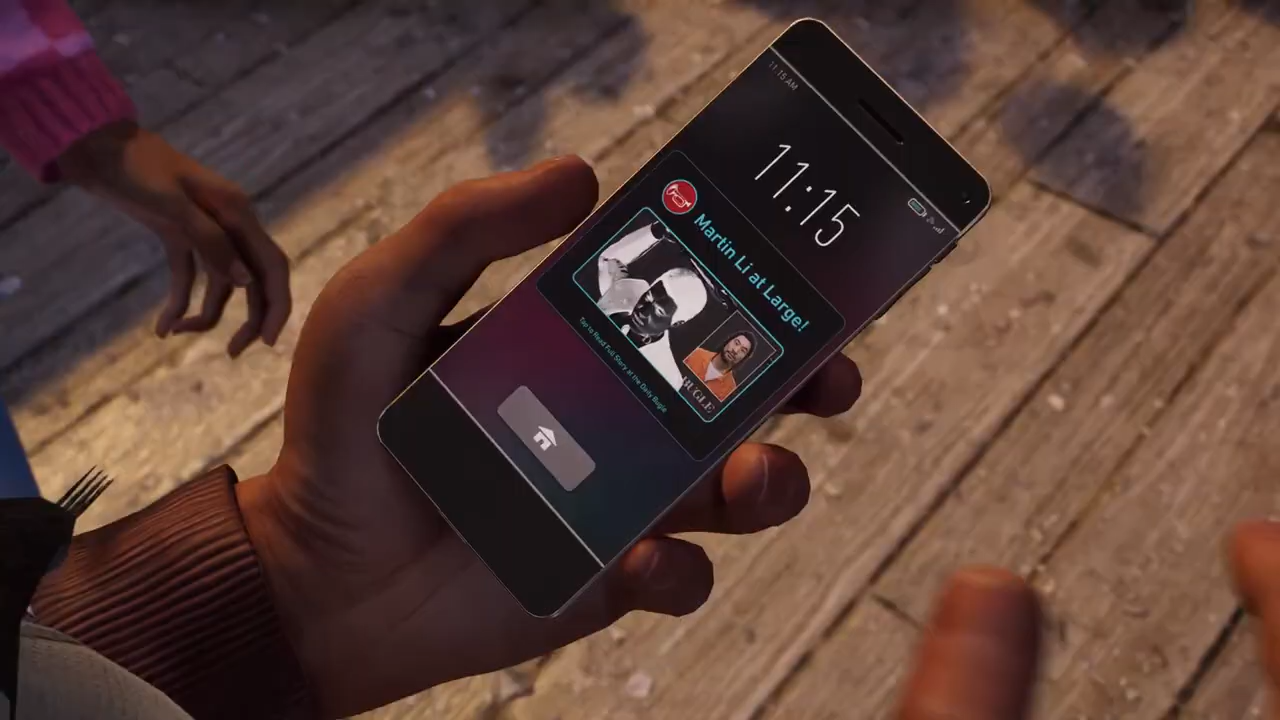 11:15 AM
11:15
Martin Li at Large!
BUGLE
Tap to Read Full Story at the Daily Bugle